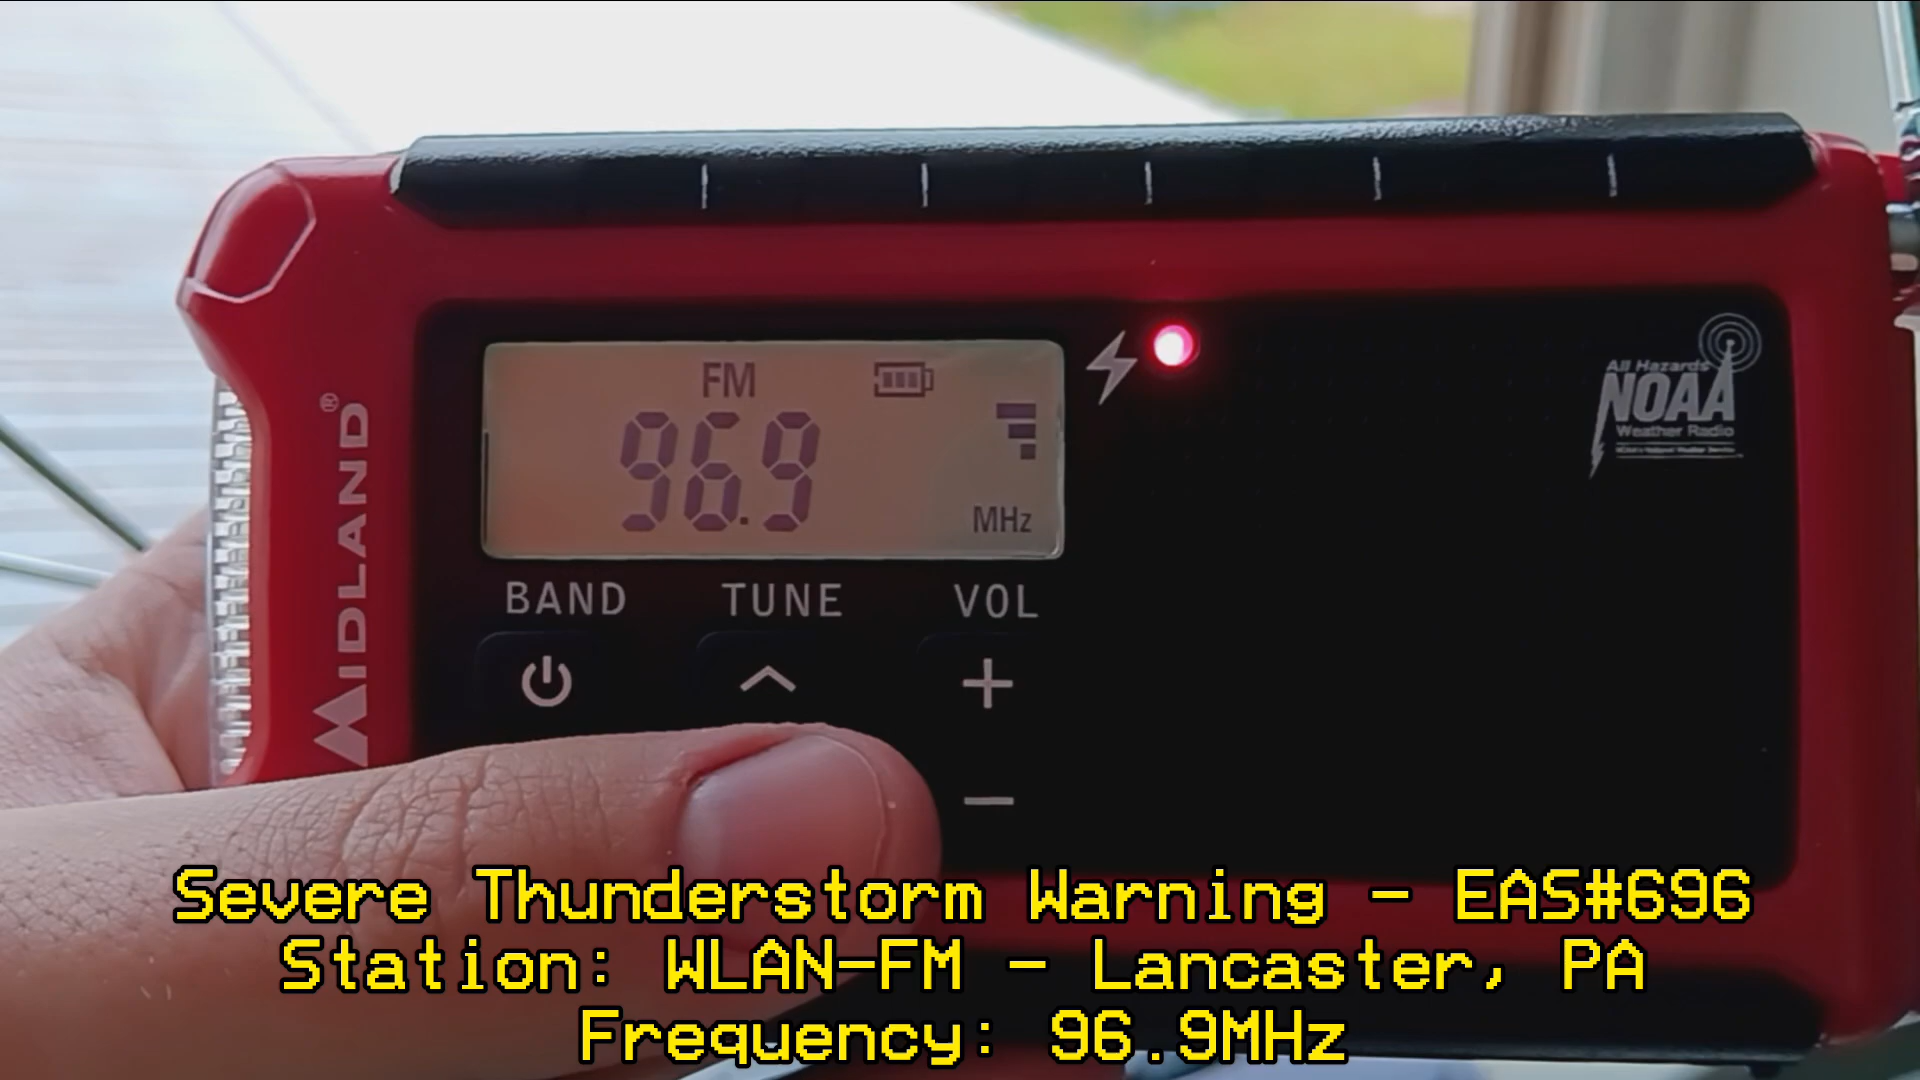 FM
96.9
MHz
BAND TUNE VOL
MIDLAND®
All Hazards
NOAA
Weather Radio
Severe Thunderstorm Warning - EAS#696
Station: WLAN-FM - Lancaster, PA
Frequency: 96.9MHz